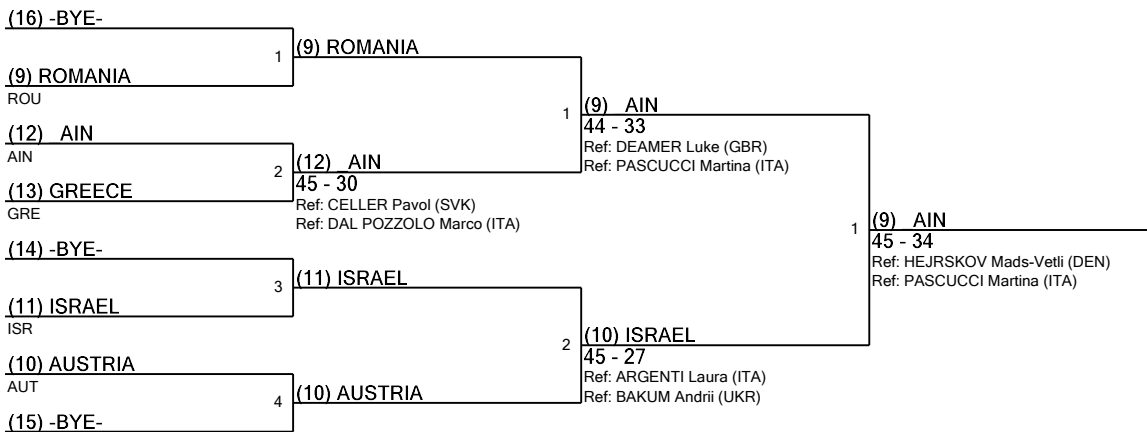 (16) -BYE-
1
(9) ROMANIA
(9) ROMANIA
ROU
1
(9) _AIN
44 - 33
Ref: DEAMER Luke (GBR)
Ref: PASCUCCI Martina (ITA)
(12) _AIN
AIN
2
(12) _AIN
45 - 30
Ref: CELLER Pavol (SVK)
Ref: DAL POZZOLO Marco (ITA)
(13) GREECE
GRE
1
(9) _AIN
45 - 34
Ref: HEJRSKOV Mads-Vetli (DEN)
Ref: PASCUCCI Martina (ITA)
(14) -BYE-
3
(11) ISRAEL
(11) ISRAEL
ISR
2
(10) ISRAEL
45 - 27
Ref: ARGENTI Laura (ITA)
Ref: BAKUM Andrii (UKR)
(10) AUSTRIA
AUT
4
(10) AUSTRIA
(15) -BYE-